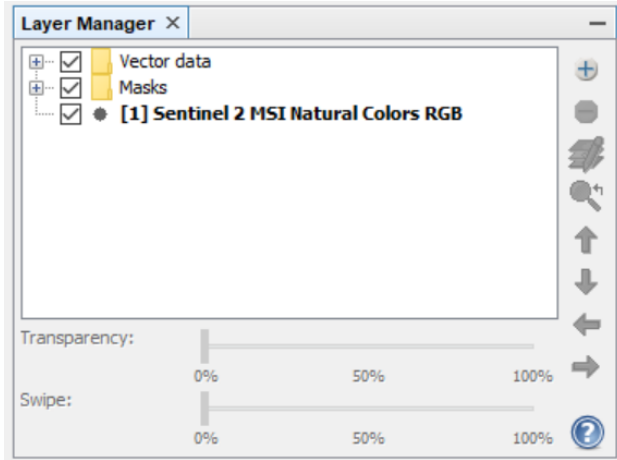 Layer Manager ×
Vector data
Masks
[1] Sentinel 2 MSI Natural Colors RGB
Transparency:
0% 50% 100%
Swipe:
0% 50% 100%
?